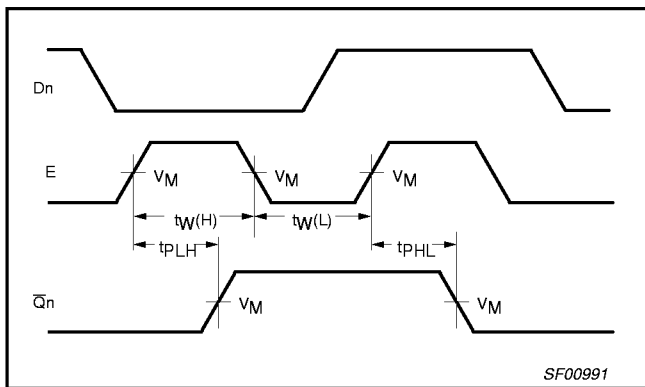 Dn
E
VM VM VM
tW(H) tW(L)
tPLH tPHL
Q̅n
VM VM
SF00991